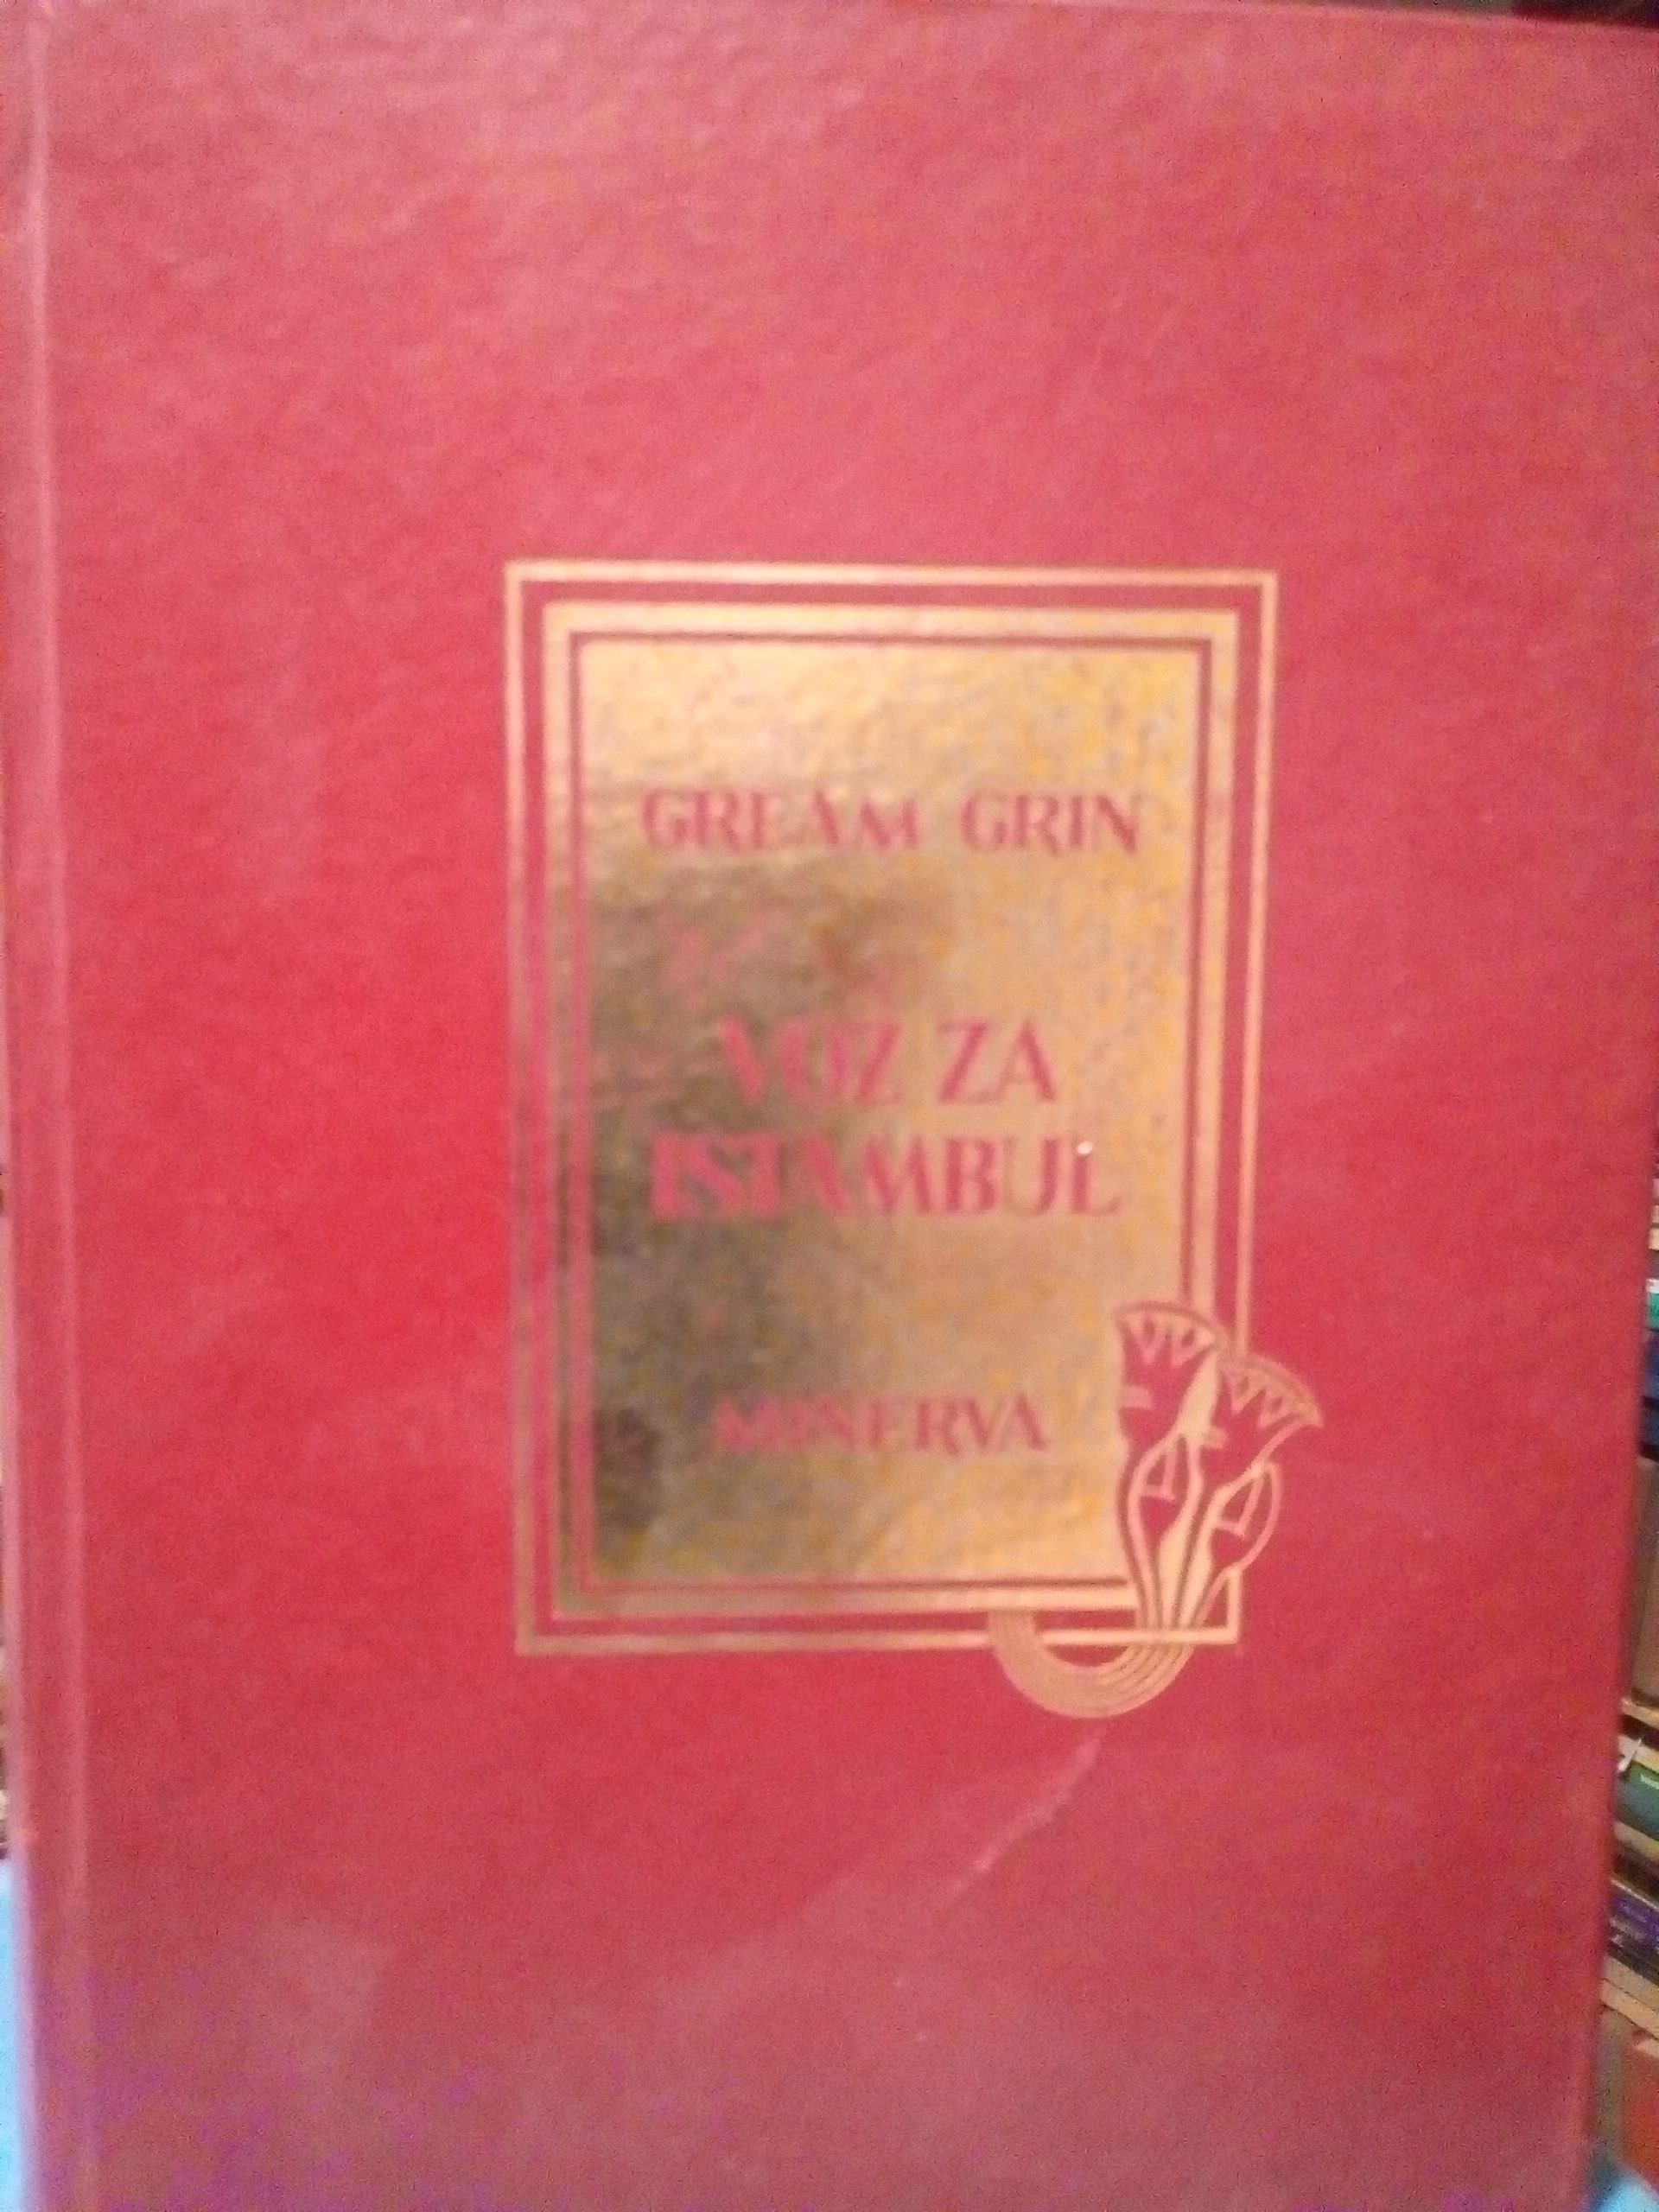 GREAM GRIN
VOZ ZA
ISTAMBUL
MINERVA